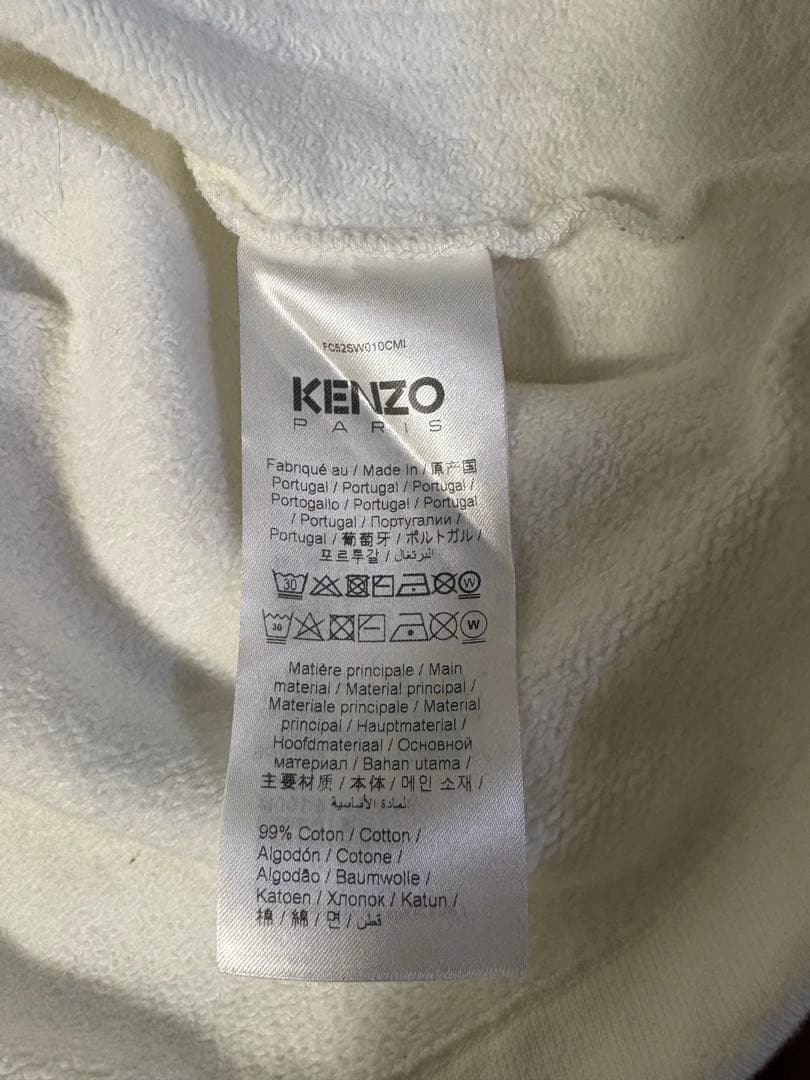 FC52SW010CMI
KENZO
PARIS
Fabriqué au / Made In / 原产国
Portugal / Portugal / Portugal /
Portogallo / Portugal / Portugal
/ Portugal / Португалии /
Portugal / 葡萄牙 / ポルトガル /
포르투갈 / البرتغال
30 W
30 W
Matière principale / Main
material / Material principal /
Materiale principale / Material
principal / Hauptmaterial /
Hoofdmateriaal / Основной
материал / Bahan utama /
主要材质 / 本体 / 메인 소재 /
المادة الأساسية
99% Coton / Cotton /
Algodón / Cotone /
Algodão / Baumwolle /
Katoen / Хлопок / Katun /
棉 / 綿 / 면 / قطن